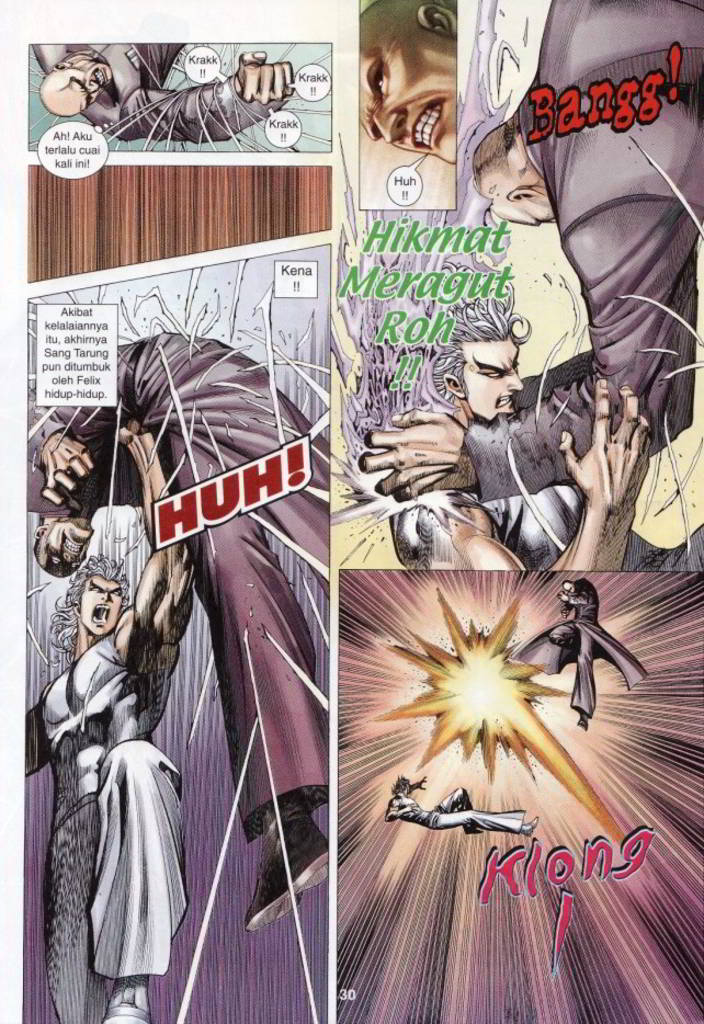 Krakk
!!
Krakk
!!
Krakk
!!
Ah! Aku
terlalu cuai
kali ini!
Kena
!!
Akibat
kelalaiannya
itu, akhirnya
Sang Tarung
pun ditumbuk
oleh Felix
hidup-hidup.
HUH!
Huh
!!
Bangg!
Hikmat
Meragut
Roh
!!
Klong!
30